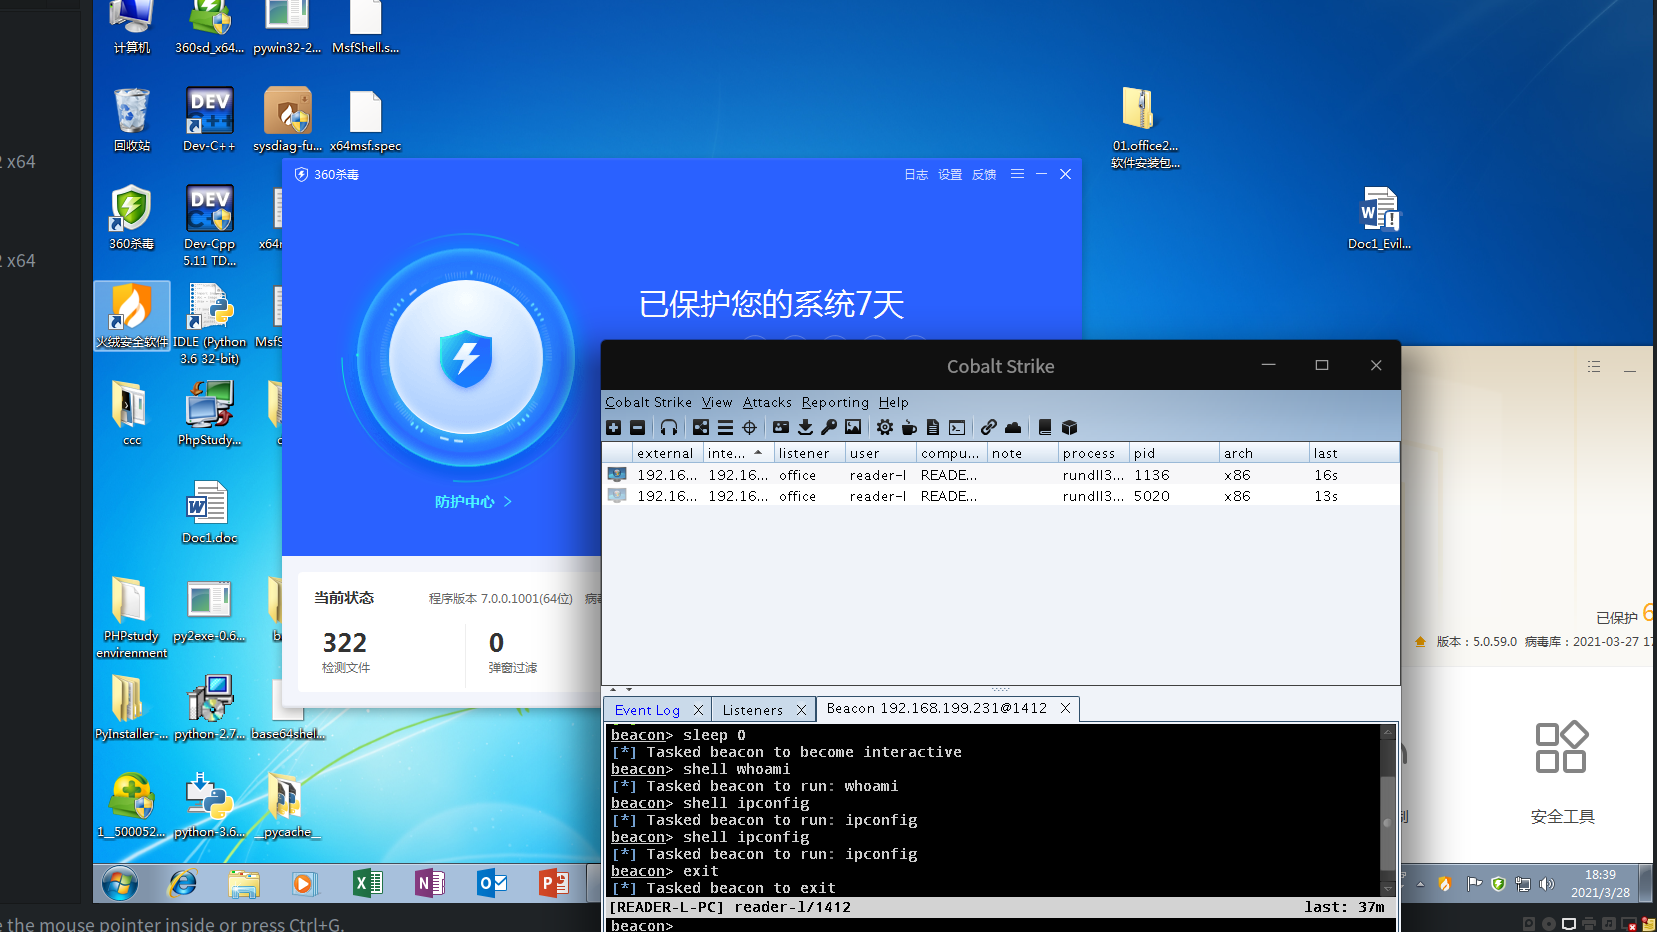 计算机
360sd_x64...
pywin32-2...
MsfShell.s...
回收站
Dev-C++
sysdiag-fu...
x64msf.spec
01.office2...
软件安装包...
2 x64
360杀毒
日志 设置 反馈
360杀毒
Dev-Cpp
5.11 TD...
Doc1_Evil...
2 x64
已保护您的系统7天
火绒安全软件
IDLE (Python
3.6 32-bit)
Cobalt Strike
Cobalt Strike View Attacks Reporting Help
ccc
PhpStudy...
external inte... listener user compu... note process pid arch last
192.16... 192.16... office reader-l READE... rundll3... 1136 x86 16s
192.16... 192.16... office reader-l READE... rundll3... 5020 x86 13s
防护中心 >
Doc1.doc
当前状态
程序版本 7.0.0.1001(64位)
322
检测文件
0
弹窗过滤
已保护 6
版本：5.0.59.0 病毒库：2021-03-27 1
PHPstudy
envirenment
py2exe-0.6...
Event Log
Listeners
Beacon 192.168.199.231@1412
PyInstaller-...
python-2.7...
base64shel...
beacon> sleep 0
[*] Tasked beacon to become interactive
beacon> shell whoami
[*] Tasked beacon to run: whoami
beacon> shell ipconfig
[*] Tasked beacon to run: ipconfig
beacon> shell ipconfig
[*] Tasked beacon to run: ipconfig
beacon> exit
[*] Tasked beacon to exit
[READER-L-PC] reader-l/1412 last: 37m
beacon>
安全工具
1__500052...
python-3.6...
__pycache__
18:39
2021/3/28
e the mouse pointer inside or press Ctrl+G.